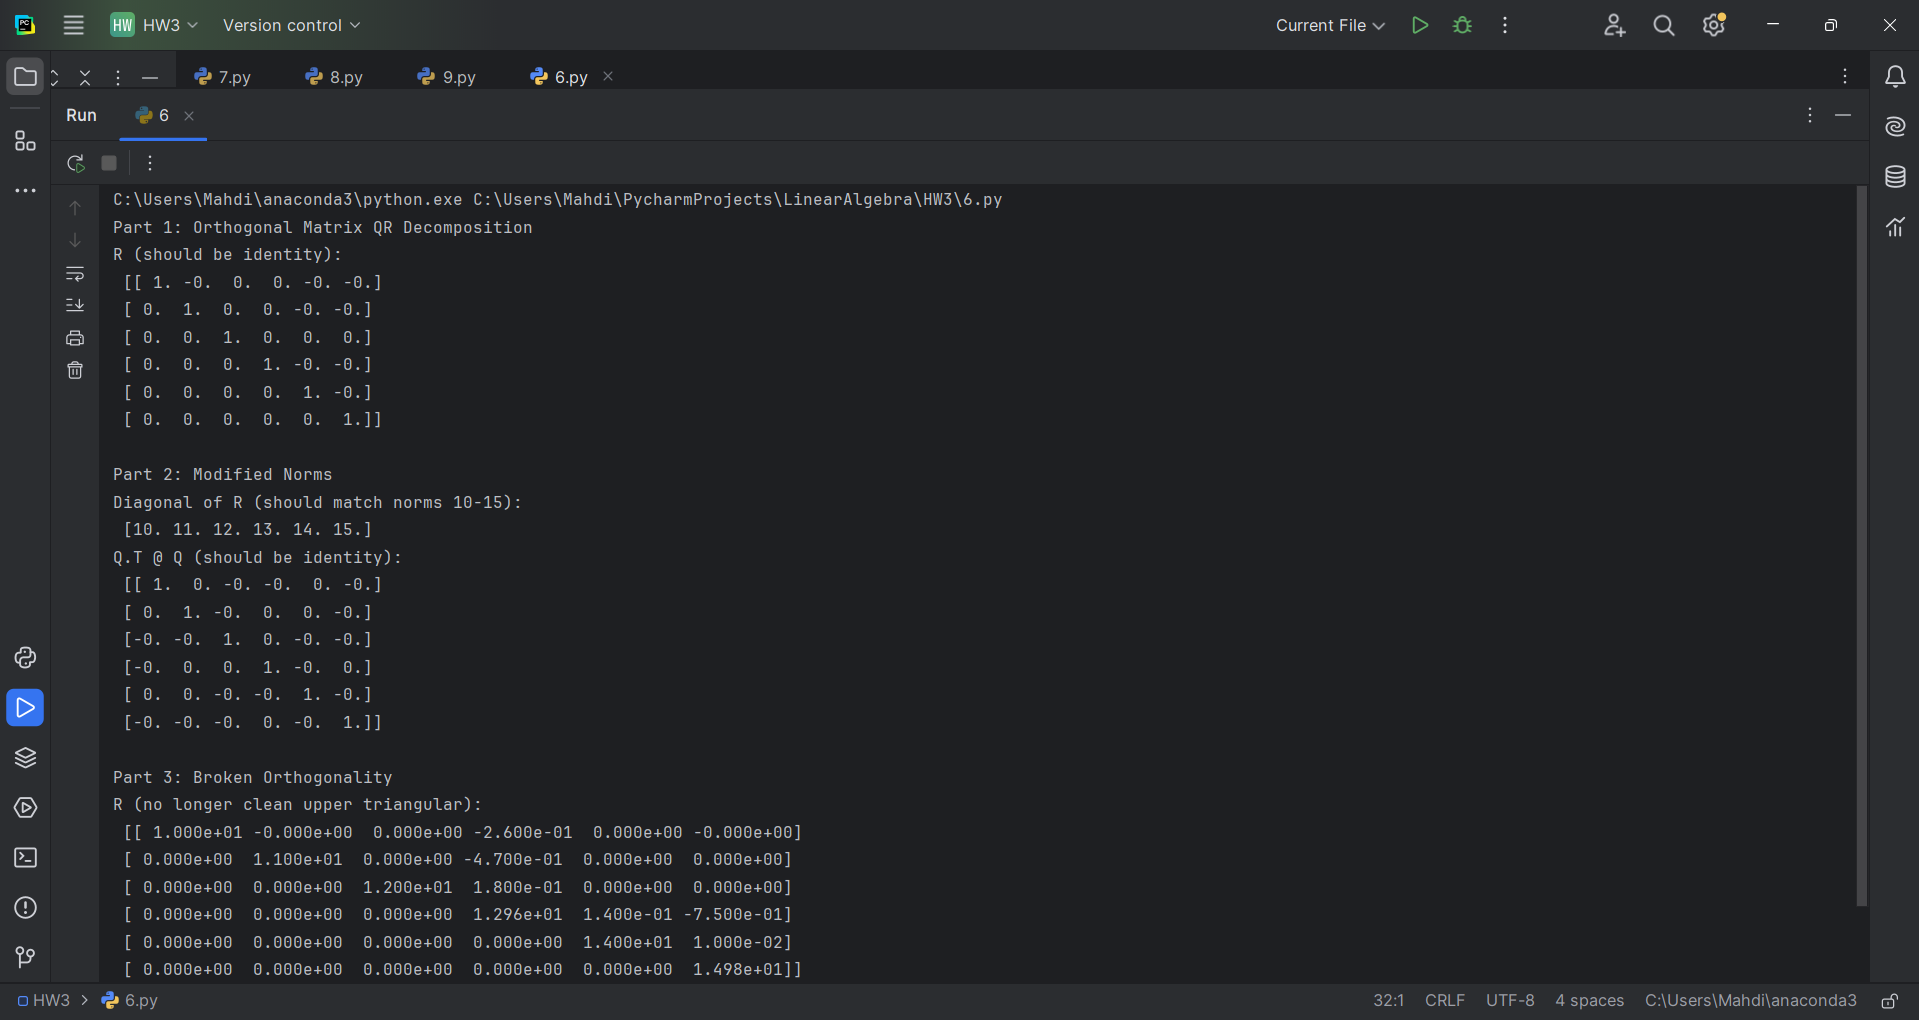 PC HW HW3 Version control Current File
7.py 8.py 9.py 6.py
Run 6
C:\Users\Mahdi\anaconda3\python.exe C:\Users\Mahdi\PycharmProjects\LinearAlgebra\HW3\6.py
Part 1: Orthogonal Matrix QR Decomposition
R (should be identity):
[[ 1. -0.  0.  0. -0. -0.]
[ 0.  1.  0.  0. -0. -0.]
[ 0.  0.  1.  0.  0.  0.]
[ 0.  0.  0.  1. -0. -0.]
[ 0.  0.  0.  0.  1. -0.]
[ 0.  0.  0.  0.  0.  1.]]
Part 2: Modified Norms
Diagonal of R (should match norms 10-15):
[10. 11. 12. 13. 14. 15.]
Q.T @ Q (should be identity):
[[ 1.  0. -0. -0.  0. -0.]
[ 0.  1. -0.  0.  0. -0.]
[-0. -0.  1.  0. -0. -0.]
[-0.  0.  0.  1. -0.  0.]
[ 0.  0. -0. -0.  1. -0.]
[-0. -0. -0.  0. -0.  1.]]
Part 3: Broken Orthogonality
R (no longer clean upper triangular):
[[ 1.000e+01 -0.000e+00  0.000e+00 -2.600e-01  0.000e+00 -0.000e+00]
[ 0.000e+00  1.100e+01  0.000e+00 -4.700e-01  0.000e+00  0.000e+00]
[ 0.000e+00  0.000e+00  1.200e+01  1.800e-01  0.000e+00  0.000e+00]
[ 0.000e+00  0.000e+00  0.000e+00  1.296e+01  1.400e-01 -7.500e-01]
[ 0.000e+00  0.000e+00  0.000e+00  0.000e+00  1.400e+01  1.000e-02]
[ 0.000e+00  0.000e+00  0.000e+00  0.000e+00  0.000e+00  1.498e+01]]
HW3 > 6.py 32:1 CRLF UTF-8 4 spaces C:\Users\Mahdi\anaconda3